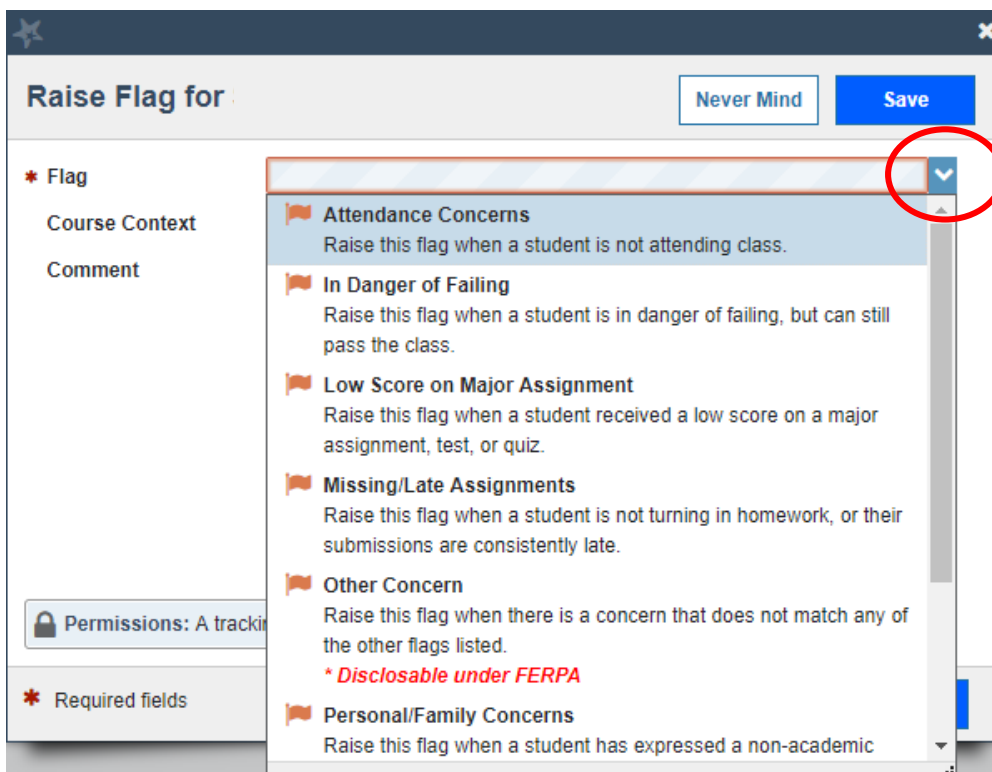 Raise Flag for
Never Mind
Save
* Flag
Course Context
Comment
Attendance Concerns
Raise this flag when a student is not attending class.
In Danger of Failing
Raise this flag when a student is in danger of failing, but can still
pass the class.
Low Score on Major Assignment
Raise this flag when a student received a low score on a major
assignment, test, or quiz.
Missing/Late Assignments
Raise this flag when a student is not turning in homework, or their
submissions are consistently late.
Other Concern
Raise this flag when there is a concern that does not match any of
the other flags listed.
* Disclosable under FERPA
Personal/Family Concerns
Raise this flag when a student has expressed a non-academic
Permissions: A
* Required fields